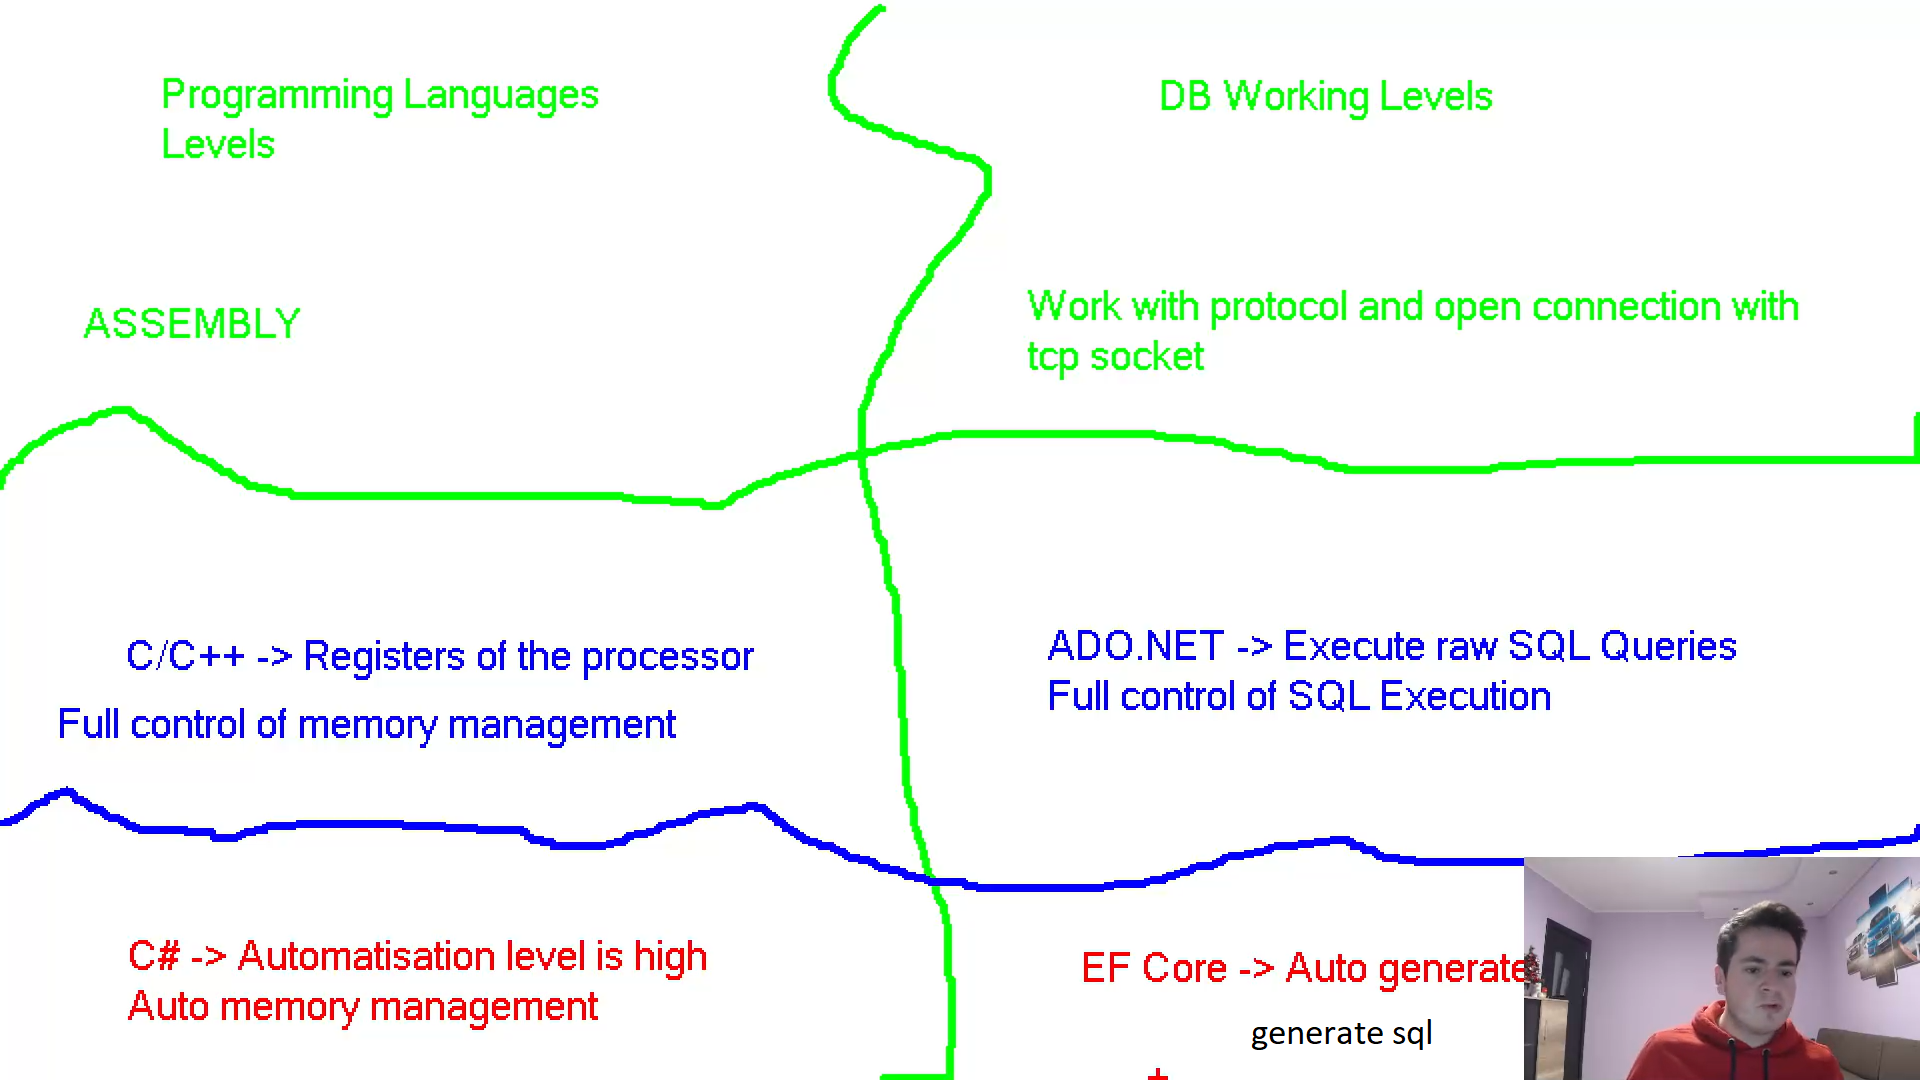 Programming Languages
Levels
DB Working Levels
ASSEMBLY
Work with protocol and open connection with
tcp socket
C/C++ -> Registers of the processor
Full control of memory management
ADO.NET -> Execute raw SQL Queries
Full control of SQL Execution
C# -> Automatisation level is high
Auto memory management
EF Core -> Auto generate
generate sql